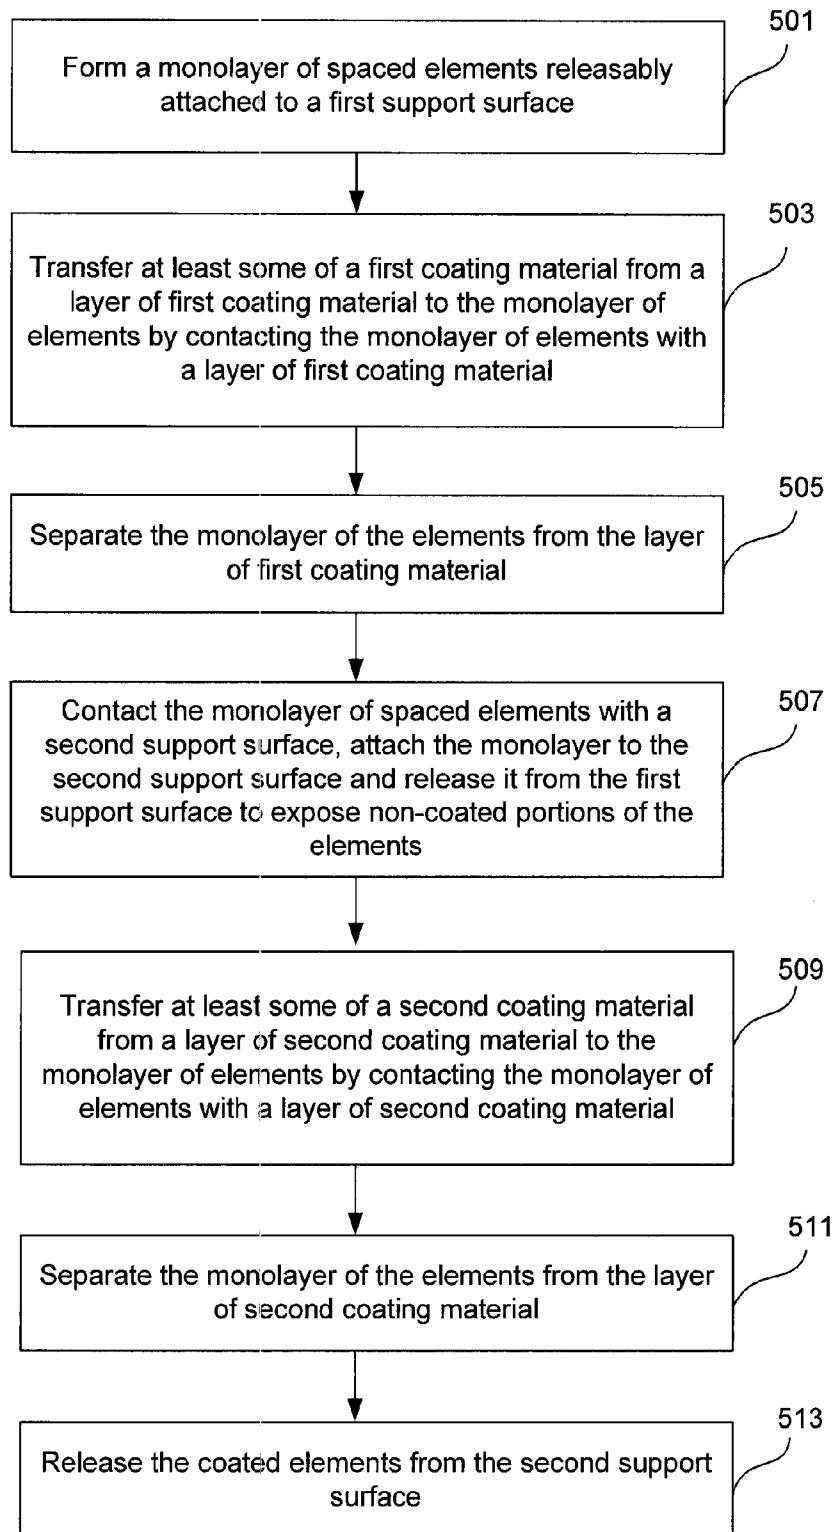 501
Form a monolayer of spaced elements releasably
attached to a first support surface
503
Transfer at least some of a first coating material from a
layer of first coating material to the monolayer of
elements by contacting the monolayer of elements with
a layer of first coating material
505
Separate the monolayer of the elements from the layer
of first coating material
507
Contact the monolayer of spaced elements with a
second support surface, attach the monolayer to the
second support surface and release it from the first
support surface to expose non-coated portions of the
elements
509
Transfer at least some of a second coating material
from a layer of second coating material to the
monolayer of elements by contacting the monolayer of
elements with a layer of second coating material
511
Separate the monolayer of the elements from the layer
of second coating material
513
Release the coated elements from the second support
surface